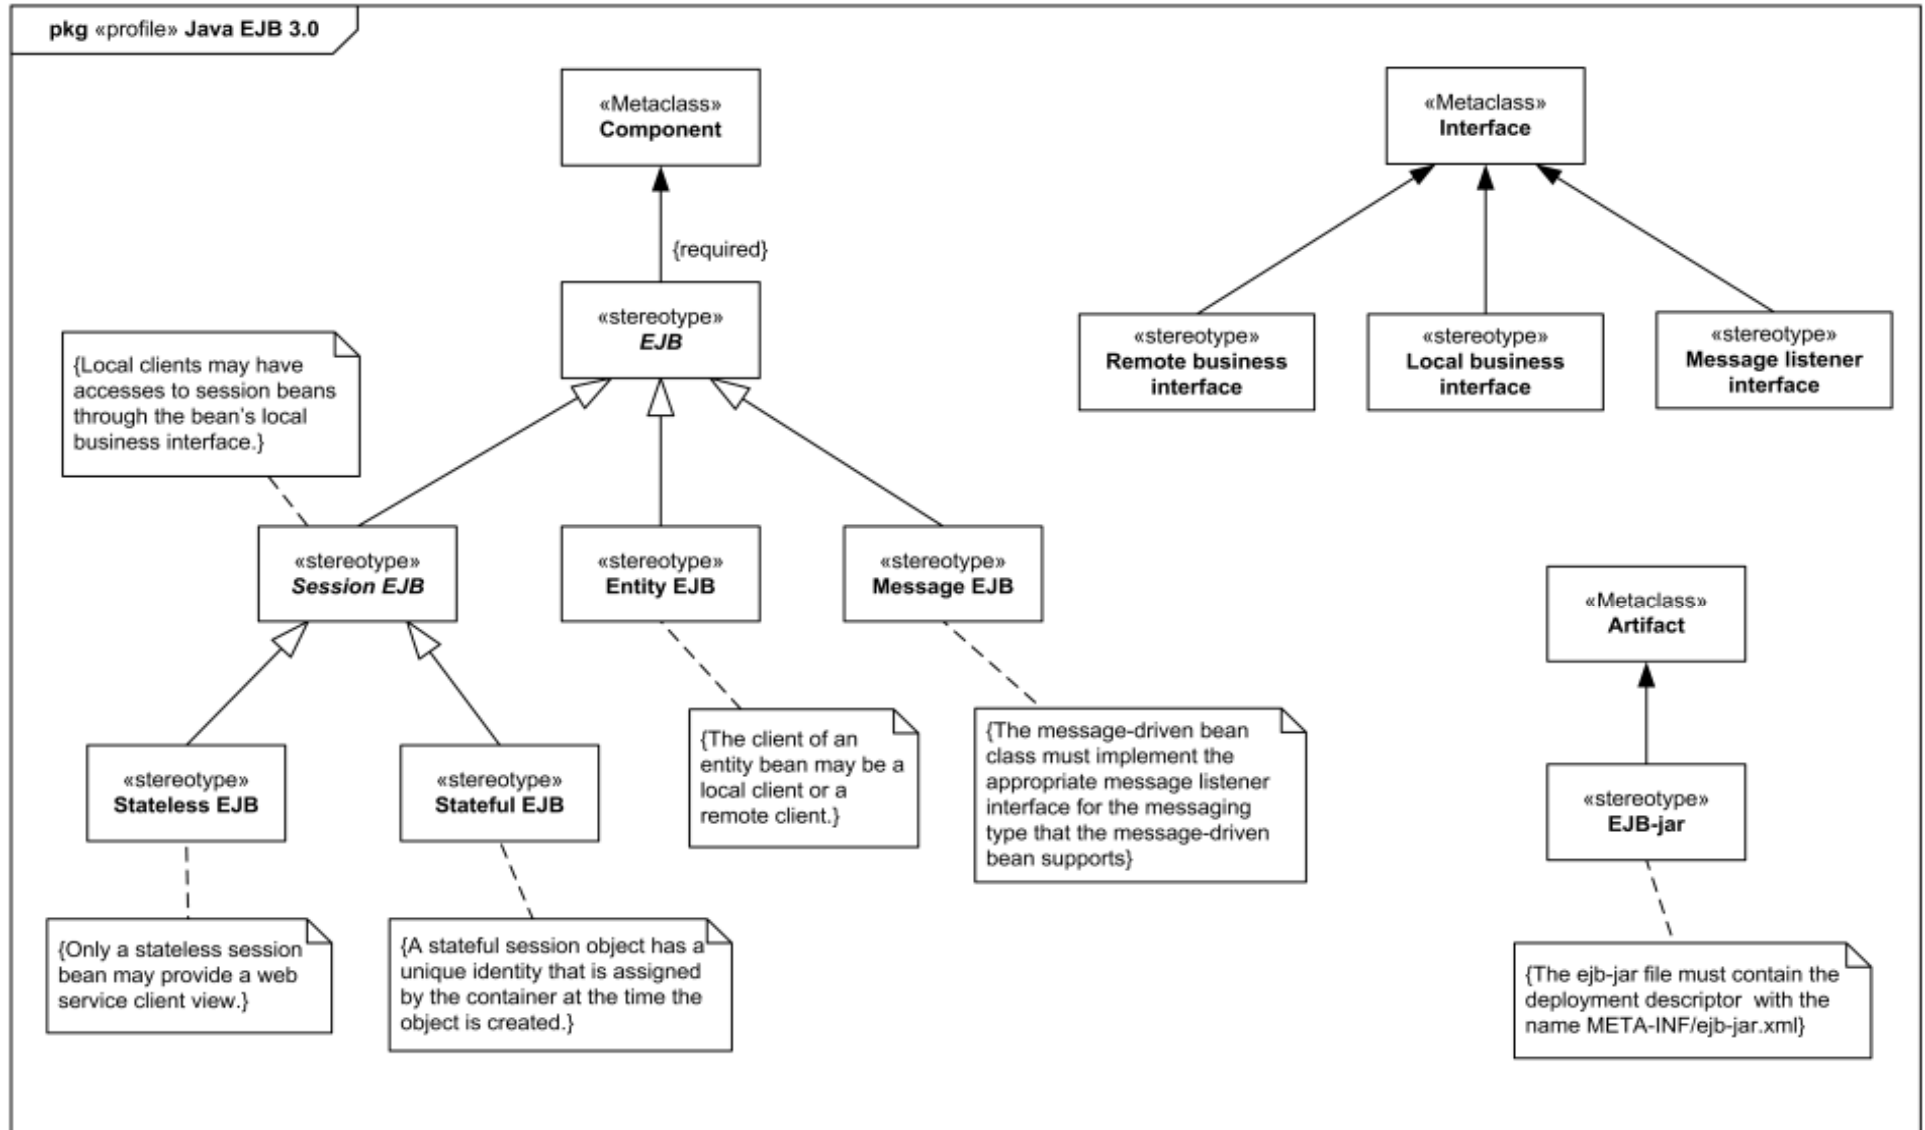 pkg «profile» Java EJB 3.0
«Metaclass»
Component
«Metaclass»
Interface
{required}
«stereotype»
EJB
«stereotype»
Remote business
interface
«stereotype»
Local business
interface
«stereotype»
Message listener
interface
{Local clients may have
accesses to session beans
through the bean's local
business interface.}
«stereotype»
Session EJB
«stereotype»
Entity EJB
«stereotype»
Message EJB
«Metaclass»
Artifact
«stereotype»
Stateless EJB
«stereotype»
Stateful EJB
{The client of an
entity bean may be a
local client or a
remote client.}
{The message-driven bean
class must implement the
appropriate message listener
interface for the messaging
type that the message-driven
bean supports}
«stereotype»
EJB-jar
{Only a stateless session
bean may provide a web
service client view.}
{A stateful session object has a
unique identity that is assigned
by the container at the time the
object is created.}
{The ejb-jar file must contain the
deployment descriptor  with the
name META-INF/ejb-jar.xml}